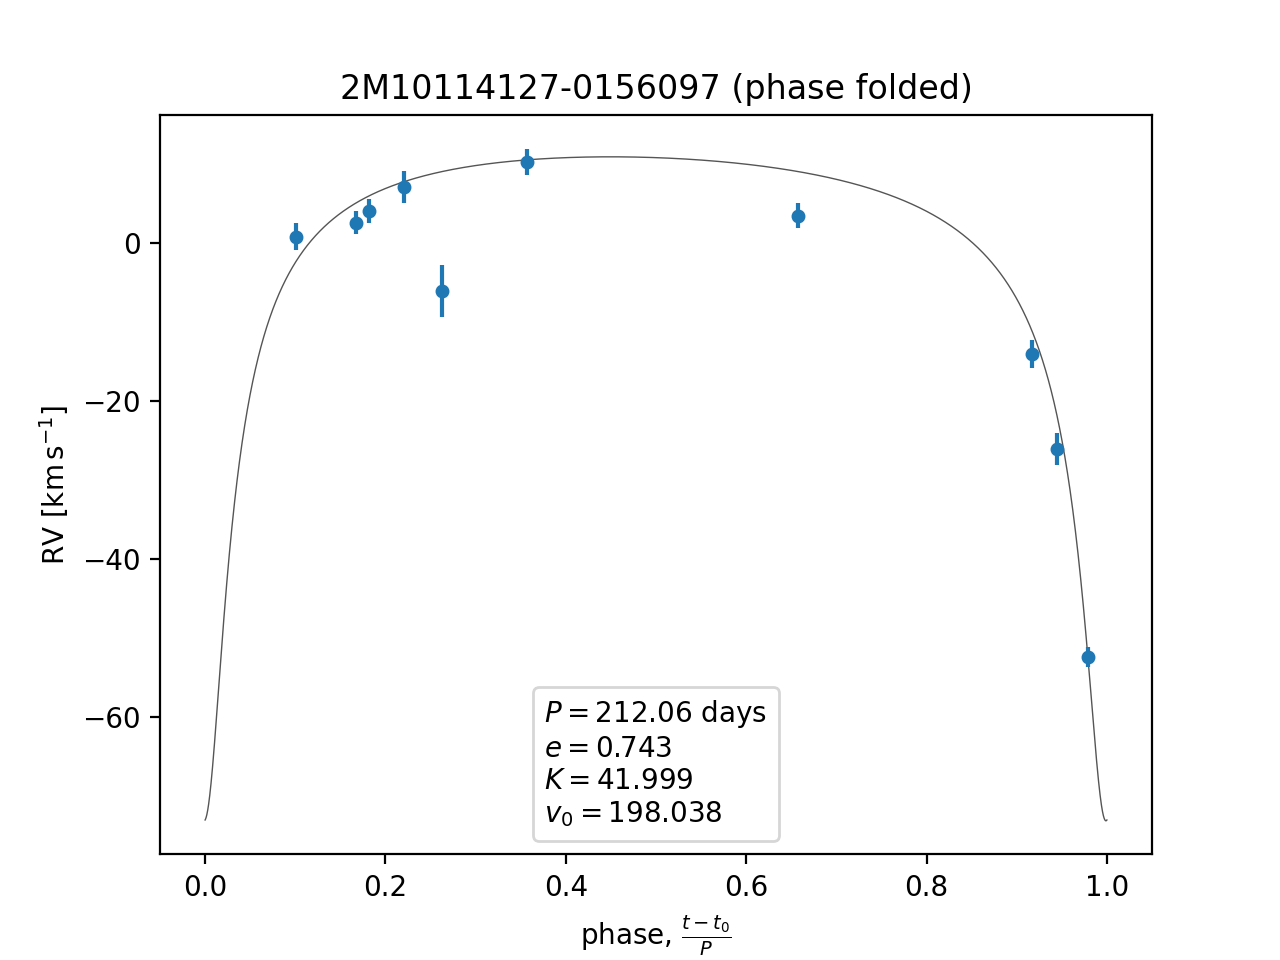 2M10114127-0156097 (phase folded)
RV [km s⁻¹]
0
−20
−40
−60
P = 212.06 days
e = 0.743
K = 41.999
v₀ = 198.038
0.0 0.2 0.4 0.6 0.8 1.0
phase, (t − t₀)/P